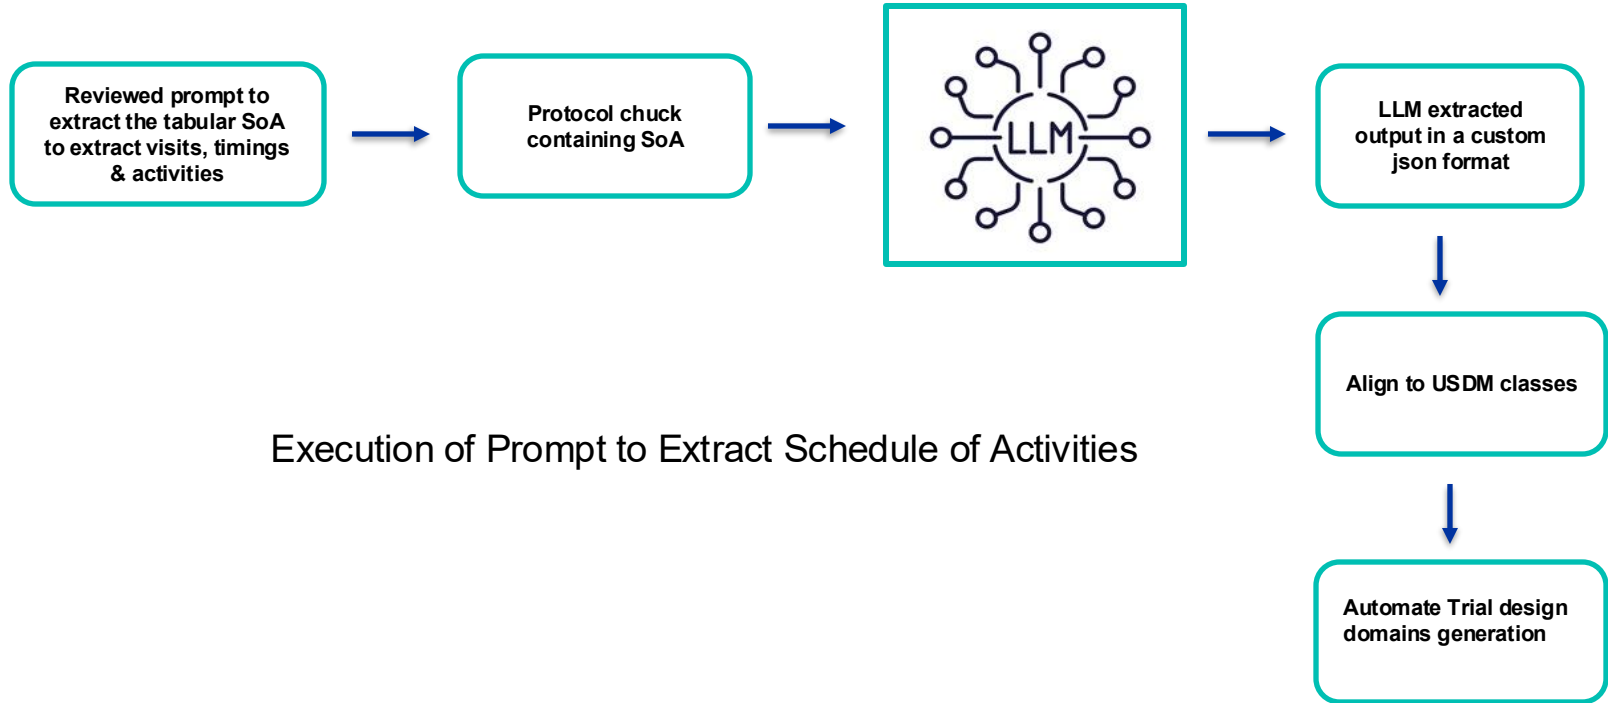 Reviewed prompt to
extract the tabular SoA
to extract visits, timings
& activities
Protocol chuck
containing SoA
LLM
LLM extracted
output in a custom
json format
Align to USDM classes
Execution of Prompt to Extract Schedule of Activities
Automate Trial design
domains generation